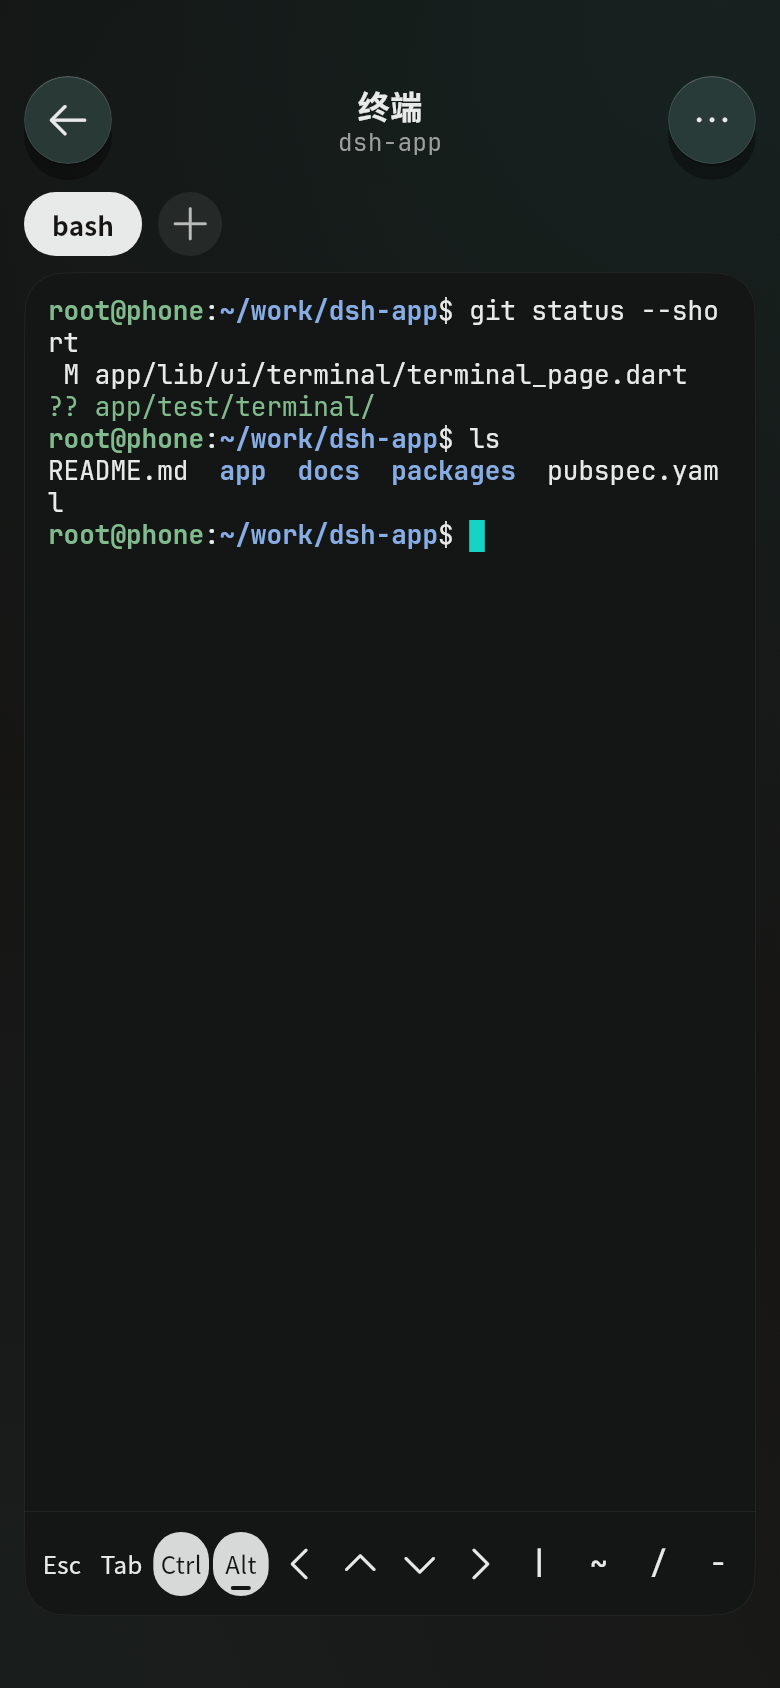 终端
dsh-app
bash
root@phone:~/work/dsh-app$ git status --sho
rt
 M app/lib/ui/terminal/terminal_page.dart
?? app/test/terminal/
root@phone:~/work/dsh-app$ ls
README.md  app  docs  packages  pubspec.yam
l
root@phone:~/work/dsh-app$
Esc Tab Ctrl Alt | ~ / -